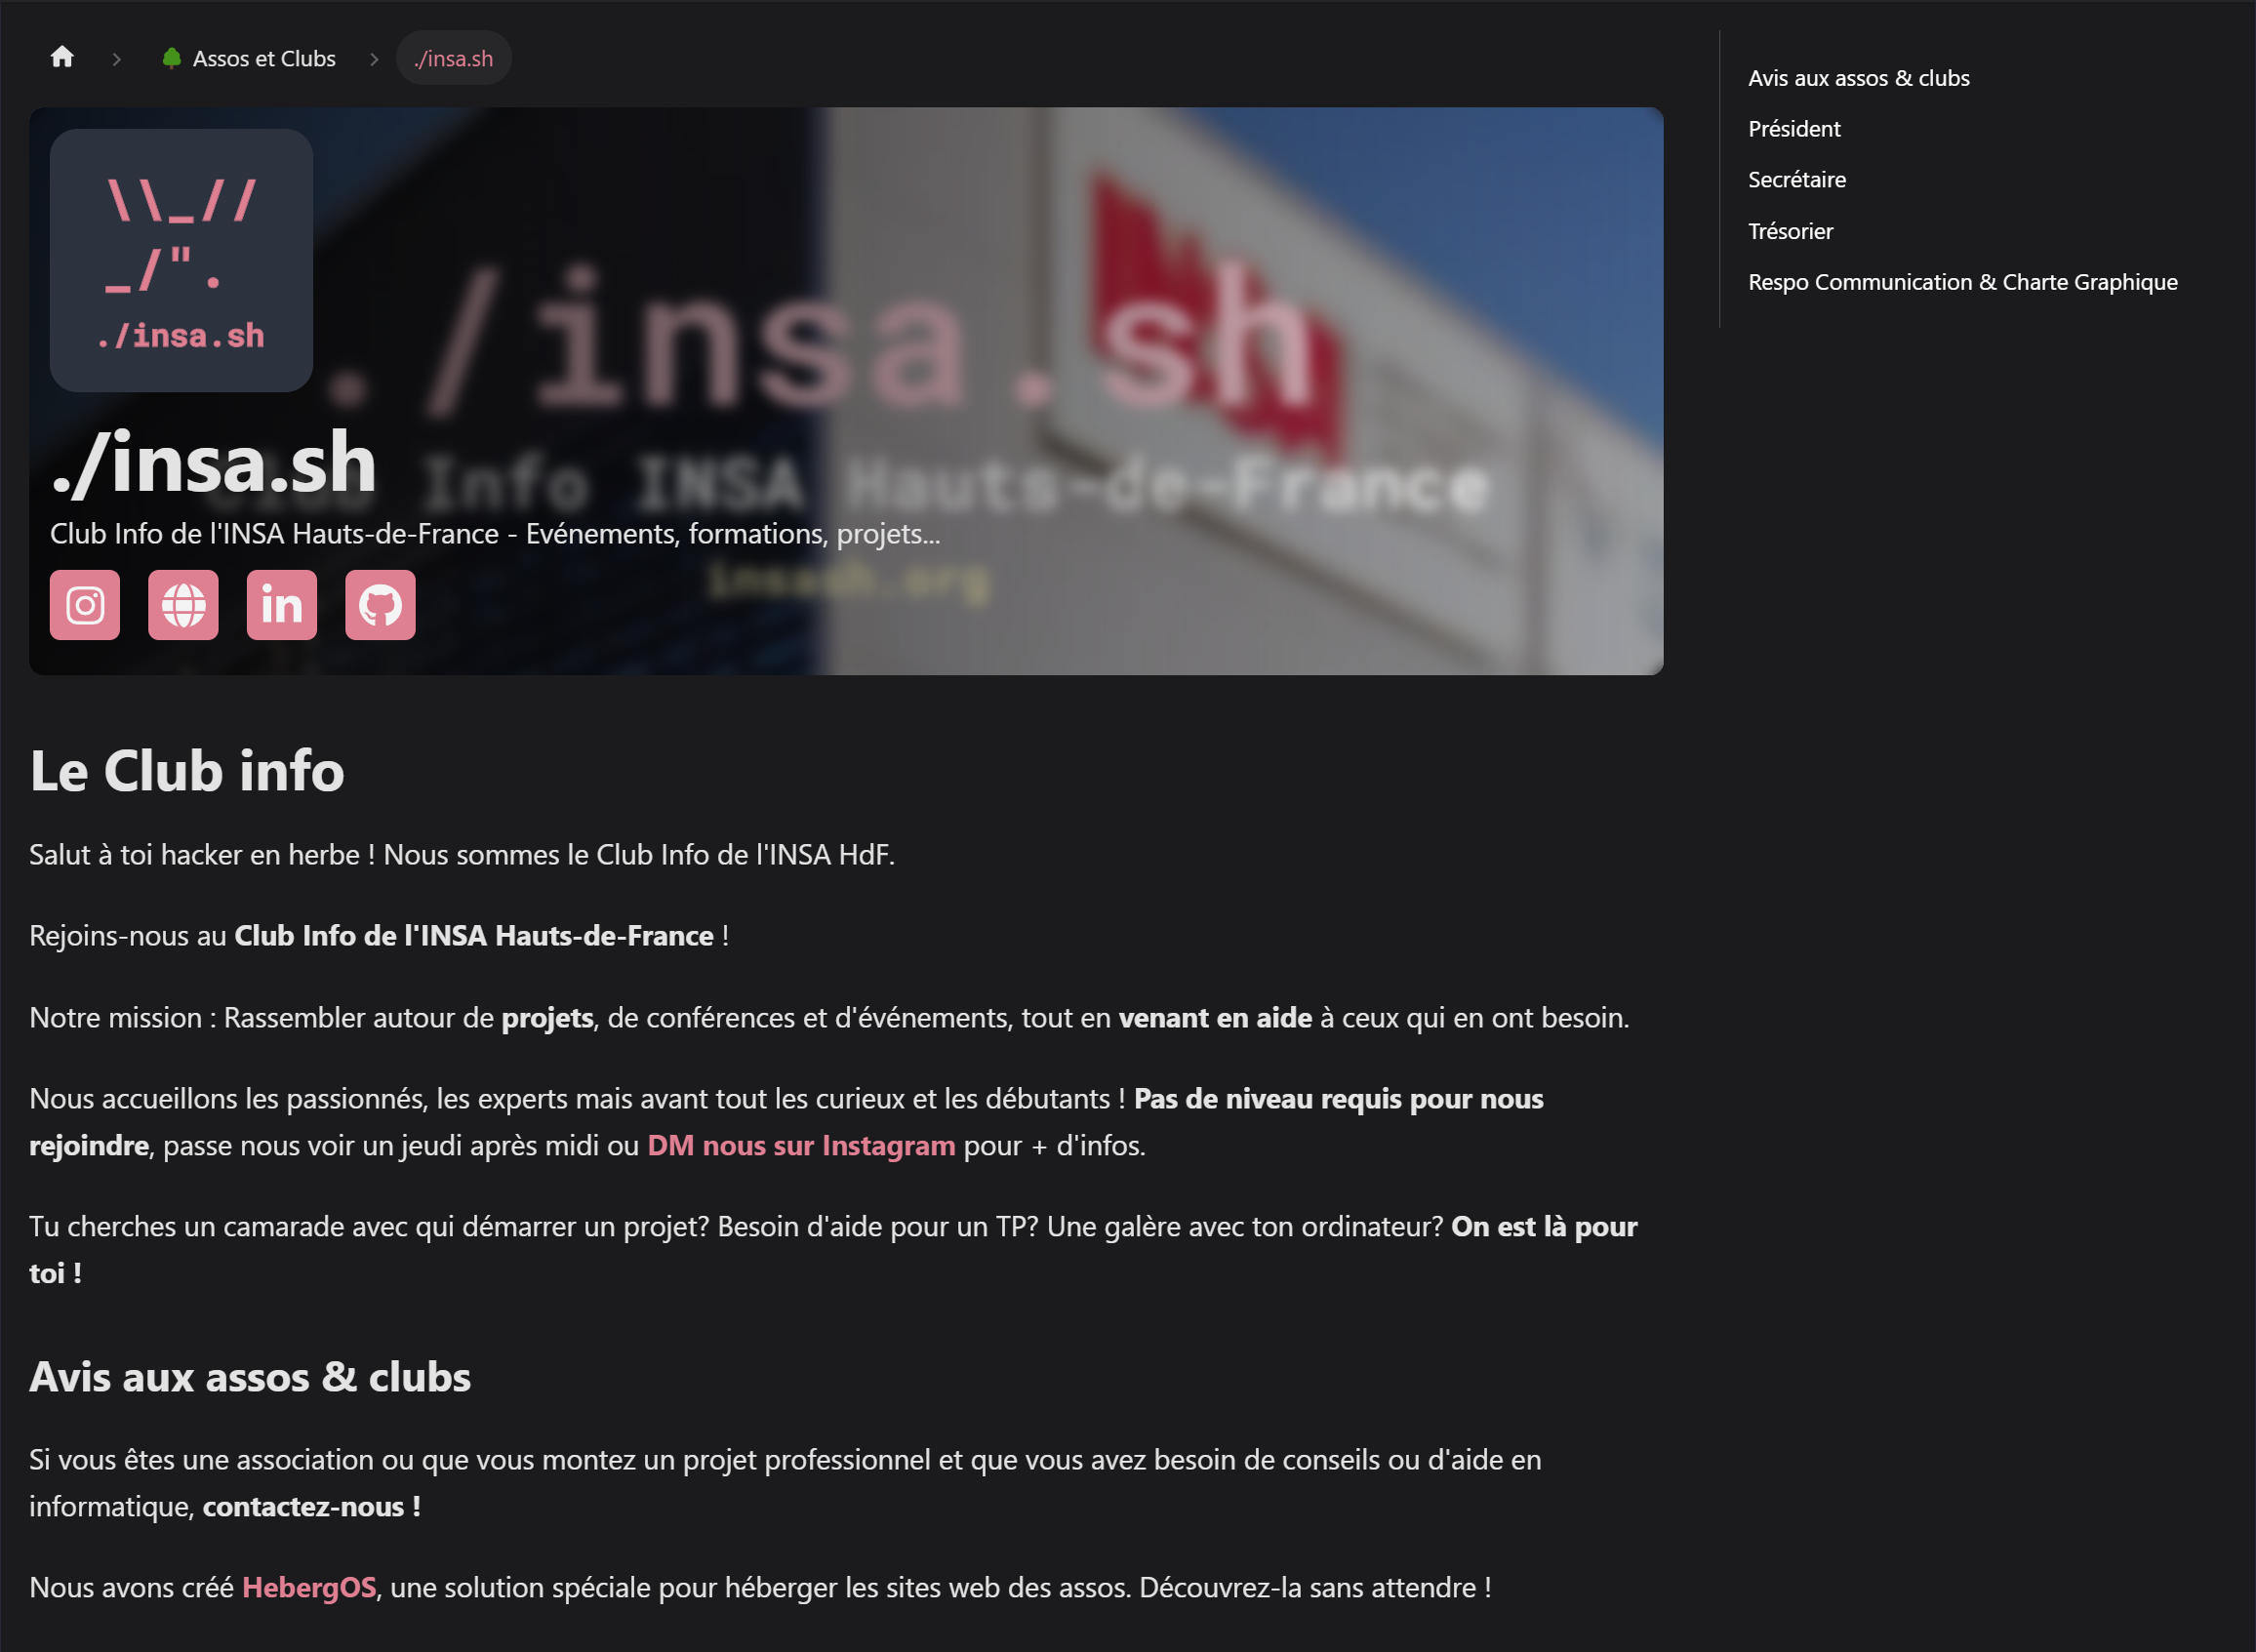 Assos et Clubs
./insa.sh
\\_//
_/".
./insa.sh
./insa.sh
Club Info INSA Hauts-de-France
insash.org
./insa.sh
Club Info de l'INSA Hauts-de-France - Evénements, formations, projets...
in
Le Club info
Salut à toi hacker en herbe ! Nous sommes le Club Info de l'INSA HdF.
Rejoins-nous au Club Info de l'INSA Hauts-de-France !
Notre mission : Rassembler autour de projets, de conférences et d'événements, tout en venant en aide à ceux qui en ont besoin.
Nous accueillons les passionnés, les experts mais avant tout les curieux et les débutants ! Pas de niveau requis pour nous
rejoindre, passe nous voir un jeudi après midi ou DM nous sur Instagram pour + d'infos.
Tu cherches un camarade avec qui démarrer un projet? Besoin d'aide pour un TP? Une galère avec ton ordinateur? On est là pour
toi !
Avis aux assos & clubs
Si vous êtes une association ou que vous montez un projet professionnel et que vous avez besoin de conseils ou d'aide en
informatique, contactez-nous !
Nous avons créé HebergOS, une solution spéciale pour héberger les sites web des assos. Découvrez-la sans attendre !
Avis aux assos & clubs
Président
Secrétaire
Trésorier
Respo Communication & Charte Graphique